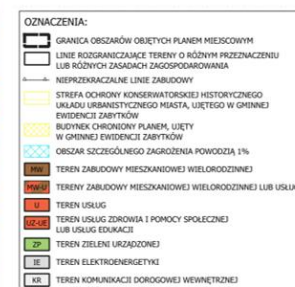 OZNACZENIA:
GRANICA OBSZARÓW OBJĘTYCH PLANEM MIEJSCOWYM
LINIE ROZGRANICZAJĄCE TERENY O RÓŻNYM PRZEZNACZENIU
LUB RÓŻNYCH ZASADACH ZAGOSPODAROWANIA
NIEPRZEKRACZALNE LINIE ZABUDOWY
STREFA OCHRONY KONSERWATORSKIEJ HISTORYCZNEGO
UKŁADU URBANISTYCZNEGO MIASTA, UJĘTEGO W GMINNEJ
EWIDENCJI ZABYTKÓW
BUDYNEK CHRONIONY PLANEM, UJĘTY
W GMINNEJ EWIDENCJI ZABYTKÓW
OBSZAR SZCZEGÓLNEGO ZAGROŻENIA POWODZIĄ 1%
MW TEREN ZABUDOWY MIESZKANIOWEJ WIELORODZINNEJ
MW-U TERENY ZABUDOWY MIESZKANIOWEJ WIELORODZINNEJ LUB USŁU
U TEREN USŁUG
UZ-UE TEREN USŁUG ZDROWIA I POMOCY SPOŁECZNEJ
LUB USŁUG EDUKACJI
ZP TEREN ZIELENI URZĄDZONEJ
IE TEREN ELEKTROENERGETYKI
KR TEREN KOMUNIKACJI DOROGOWEJ WEWNĘTRZNEJ